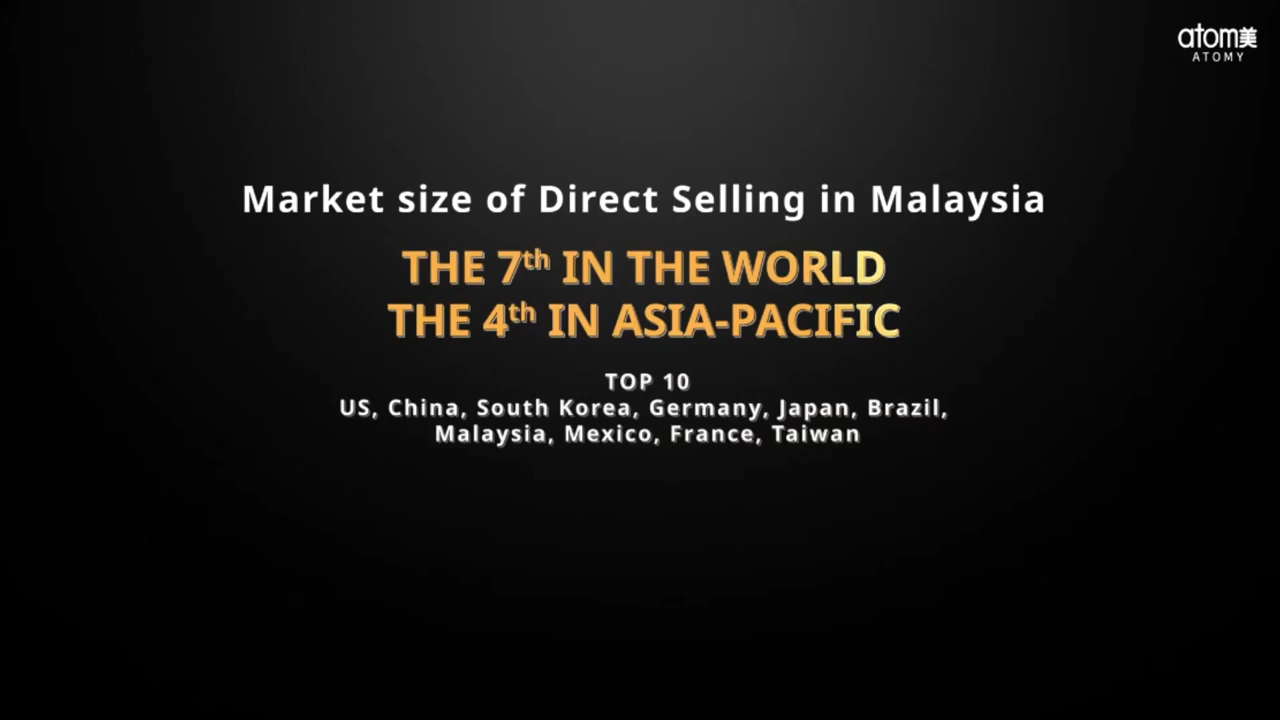 atom美
ATOMY
Market size of Direct Selling in Malaysia
THE 7th IN THE WORLD
THE 4th IN ASIA-PACIFIC
TOP 10
US, China, South Korea, Germany, Japan, Brazil,
Malaysia, Mexico, France, Taiwan